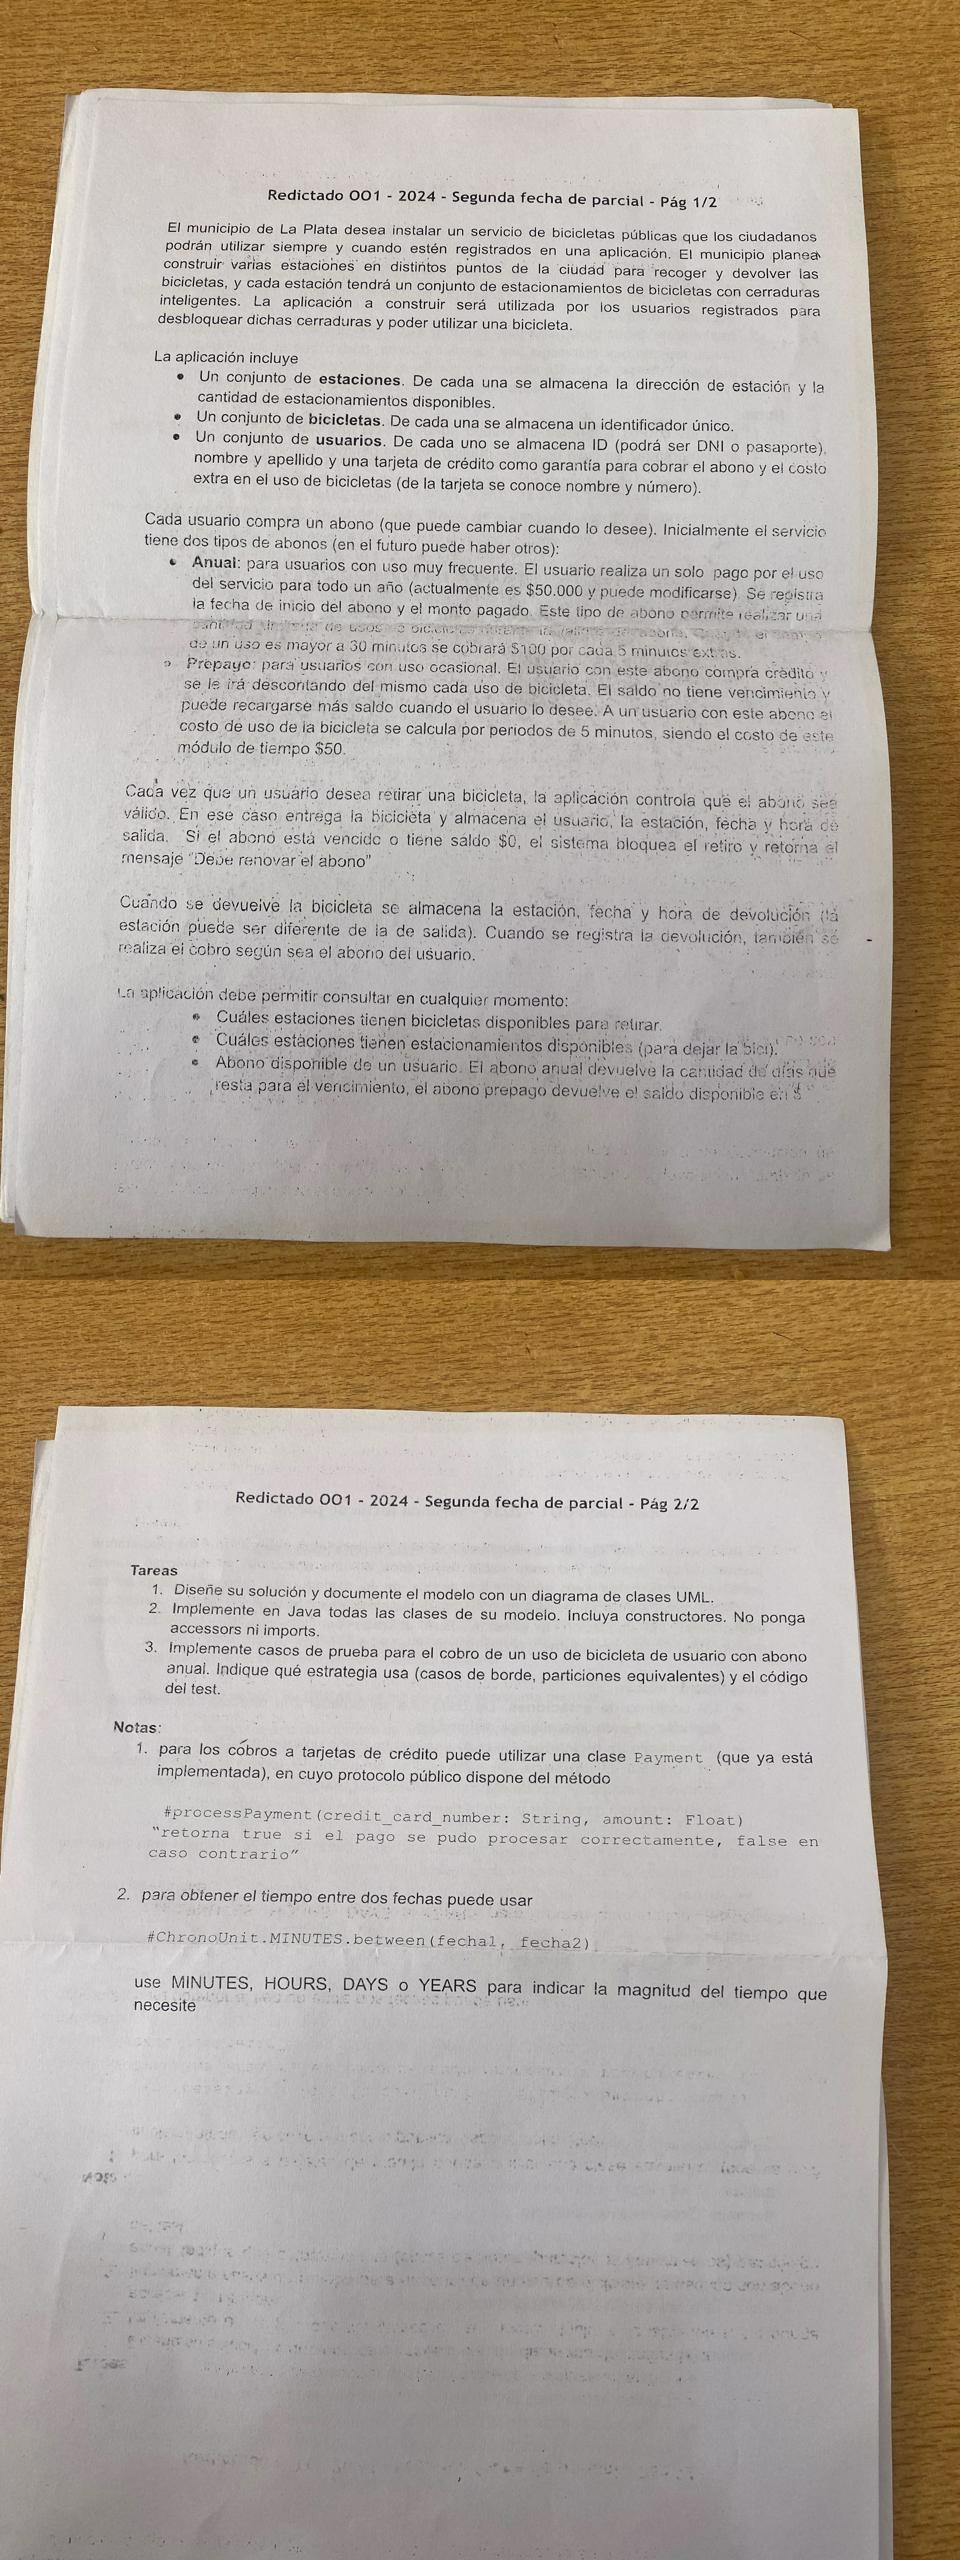 Redictado OO1 - 2024 - Segunda fecha de parcial - Pág 1/2
El municipio de La Plata desea instalar un servicio de bicicletas públicas que los ciudadanos
podrán utilizar siempre y cuando estén registrados en una aplicación. El municipio planea
construir varias estaciones en distintos puntos de la ciudad para recoger y devolver las
bicicletas, y cada estación tendrá un conjunto de estacionamientos de bicicletas con cerraduras
inteligentes. La aplicación a construir será utilizada por los usuarios registrados para
desbloquear dichas cerraduras y poder utilizar una bicicleta.
La aplicación incluye
• Un conjunto de estaciones. De cada una se almacena la dirección de estación y la
cantidad de estacionamientos disponibles.
• Un conjunto de bicicletas. De cada una se almacena un identificador único.
• Un conjunto de usuarios. De cada uno se almacena ID (podrá ser DNI o pasaporte),
nombre y apellido y una tarjeta de crédito como garantía para cobrar el abono y el costo
extra en el uso de bicicletas (de la tarjeta se conoce nombre y número).
Cada usuario compra un abono (que puede cambiar cuando lo desee). Inicialmente el servicio
tiene dos tipos de abonos (en el futuro puede haber otros):
• Anual: para usuarios con uso muy frecuente. El usuario realiza un solo pago por el uso
del servicio para todo un año (actualmente es $50.000 y puede modificarse). Se registra
la fecha de inicio del abono y el monto pagado. Este tipo de abono permite realizar una
de un uso es mayor a 30 minutos se cobrará $100 por cada 5 minutos extras.
• Prepago: para usuarios con uso ocasional. El usuario con este abono compra crédito y
se le irá descontando del mismo cada uso de bicicleta. El saldo no tiene vencimiento y
puede recargarse más saldo cuando el usuario lo desee. A un usuario con este abono el
costo de uso de la bicicleta se calcula por periodos de 5 minutos, siendo el costo de este
módulo de tiempo $50.
Cada vez que un usuario desea retirar una bicicleta, la aplicación controla que el abono sea
válido. En ese caso entrega la bicicleta y almacena el usuario, la estación, fecha y hora de
salida. Si el abono está vencido o tiene saldo $0, el sistema bloquea el retiro y retorna el
mensaje "Debe renovar el abono"
Cuando se devuelve la bicicleta se almacena la estación, fecha y hora de devolución (la
estación puede ser diferente de la de salida). Cuando se registra la devolución, también se
realiza el cobro según sea el abono del usuario.
La aplicación debe permitir consultar en cualquier momento:
• Cuáles estaciones tienen bicicletas disponibles para retirar.
• Cuáles estaciones tienen estacionamientos disponibles (para dejar la bici).
• Abono disponible de un usuario. El abono anual devuelve la cantidad de días que
resta para el vencimiento, el abono prepago devuelve el saldo disponible en $
Redictado OO1 - 2024 - Segunda fecha de parcial - Pág 2/2
Tareas
1. Diseñe su solución y documente el modelo con un diagrama de clases UML.
2. Implemente en Java todas las clases de su modelo. Incluya constructores. No ponga
accessors ni imports.
3. Implemente casos de prueba para el cobro de un uso de bicicleta de usuario con abono
anual. Indique qué estrategia usa (casos de borde, particiones equivalentes) y el código
del test.
Notas:
1. para los cobros a tarjetas de crédito puede utilizar una clase Payment (que ya está
implementada), en cuyo protocolo público dispone del método
#processPayment(credit_card_number: String, amount: Float)
"retorna true si el pago se pudo procesar correctamente, false en
caso contrario"
2. para obtener el tiempo entre dos fechas puede usar
#ChronoUnit.MINUTES.between(fecha1, fecha2)
use MINUTES, HOURS, DAYS o YEARS para indicar la magnitud del tiempo que
necesite